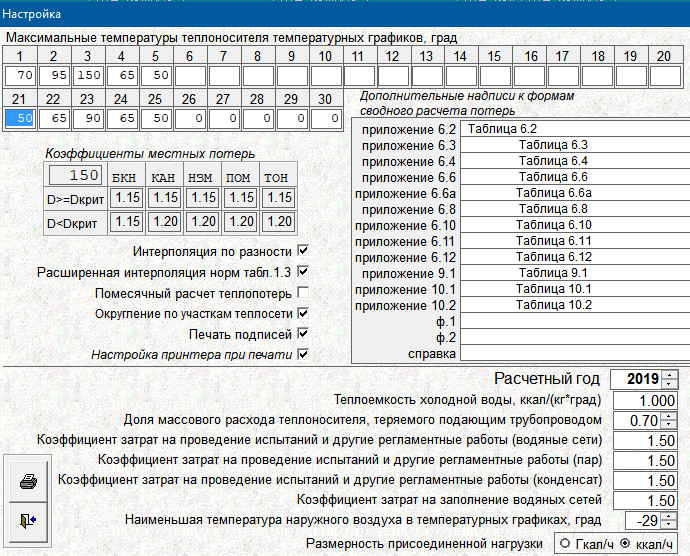 Настройка
Максимальные температуры теплоносителя температурных графиков, град
1 2 3 4 5 6 7 8 9 10 11 12 13 14 15 16 17 18 19 20
70 95 150 65 50
21 22 23 24 25 26 27 28 29 30
50 65 90 65 50 0 0 0 0 0
Дополнительные надписи к формам
сводного расчета потерь
приложение 6.2 Таблица 6.2
приложение 6.3 Таблица 6.3
приложение 6.4 Таблица 6.4
приложение 6.6 Таблица 6.6
приложение 6.6а Таблица 6.6а
приложение 6.8 Таблица 6.8
приложение 6.10 Таблица 6.10
приложение 6.11 Таблица 6.11
приложение 6.12 Таблица 6.12
приложение 9.1 Таблица 9.1
приложение 10.1 Таблица 10.1
приложение 10.2 Таблица 10.2
ф.1
ф.2
справка
Коэффициенты местных потерь
150 БКН КАН НЗМ ПОМ ТОН
D>=Dкрит 1.15 1.15 1.15 1.15 1.15
D<Dкрит 1.15 1.20 1.20 1.20 1.20
Интерполяция по разности
Расширенная интерполяция норм табл.1.3
Помесячный расчет теплопотерь
Округление по участкам теплосети
Печать подписей
Настройка принтера при печати
Расчетный год 2019
Теплоемкость холодной воды, ккал/(кг*град) 1.000
Доля массового расхода теплоносителя, теряемого подающим трубопроводом 0.70
Коэффициент затрат на проведение испытаний и другие регламентные работы (водяные сети) 1.50
Коэффициент затрат на проведение испытаний и другие регламентные работы (пар) 1.50
Коэффициент затрат на проведение испытаний и другие регламентные работы (конденсат) 1.50
Коэффициент затрат на заполнение водяных сетей 1.50
Наименьшая температура наружного воздуха в температурных графиках, град -29
Размерность присоединенной нагрузки Гкал/ч ккал/ч